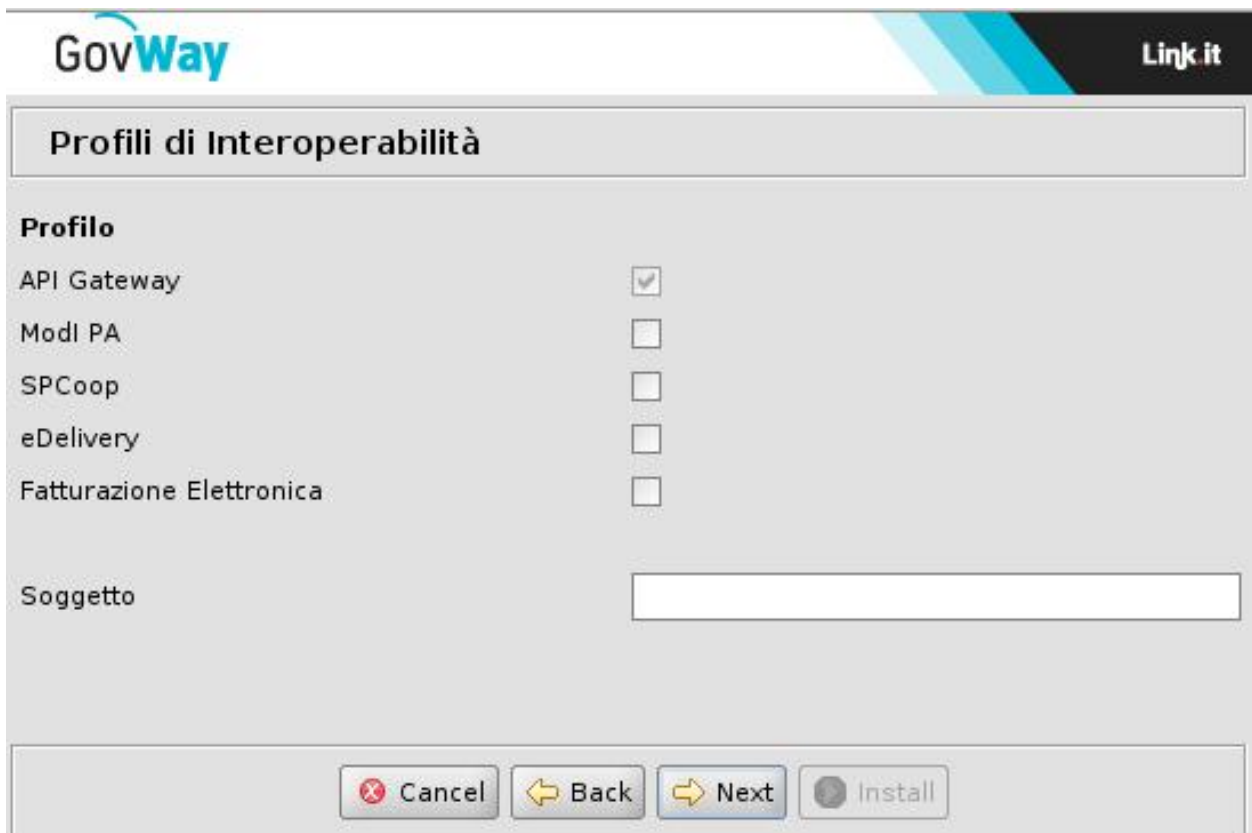 GovWay
Link.it
Profili di Interoperabilità
Profilo
API Gateway
ModI PA
SPCoop
eDelivery
Fatturazione Elettronica
Soggetto
Cancel Back Next Install